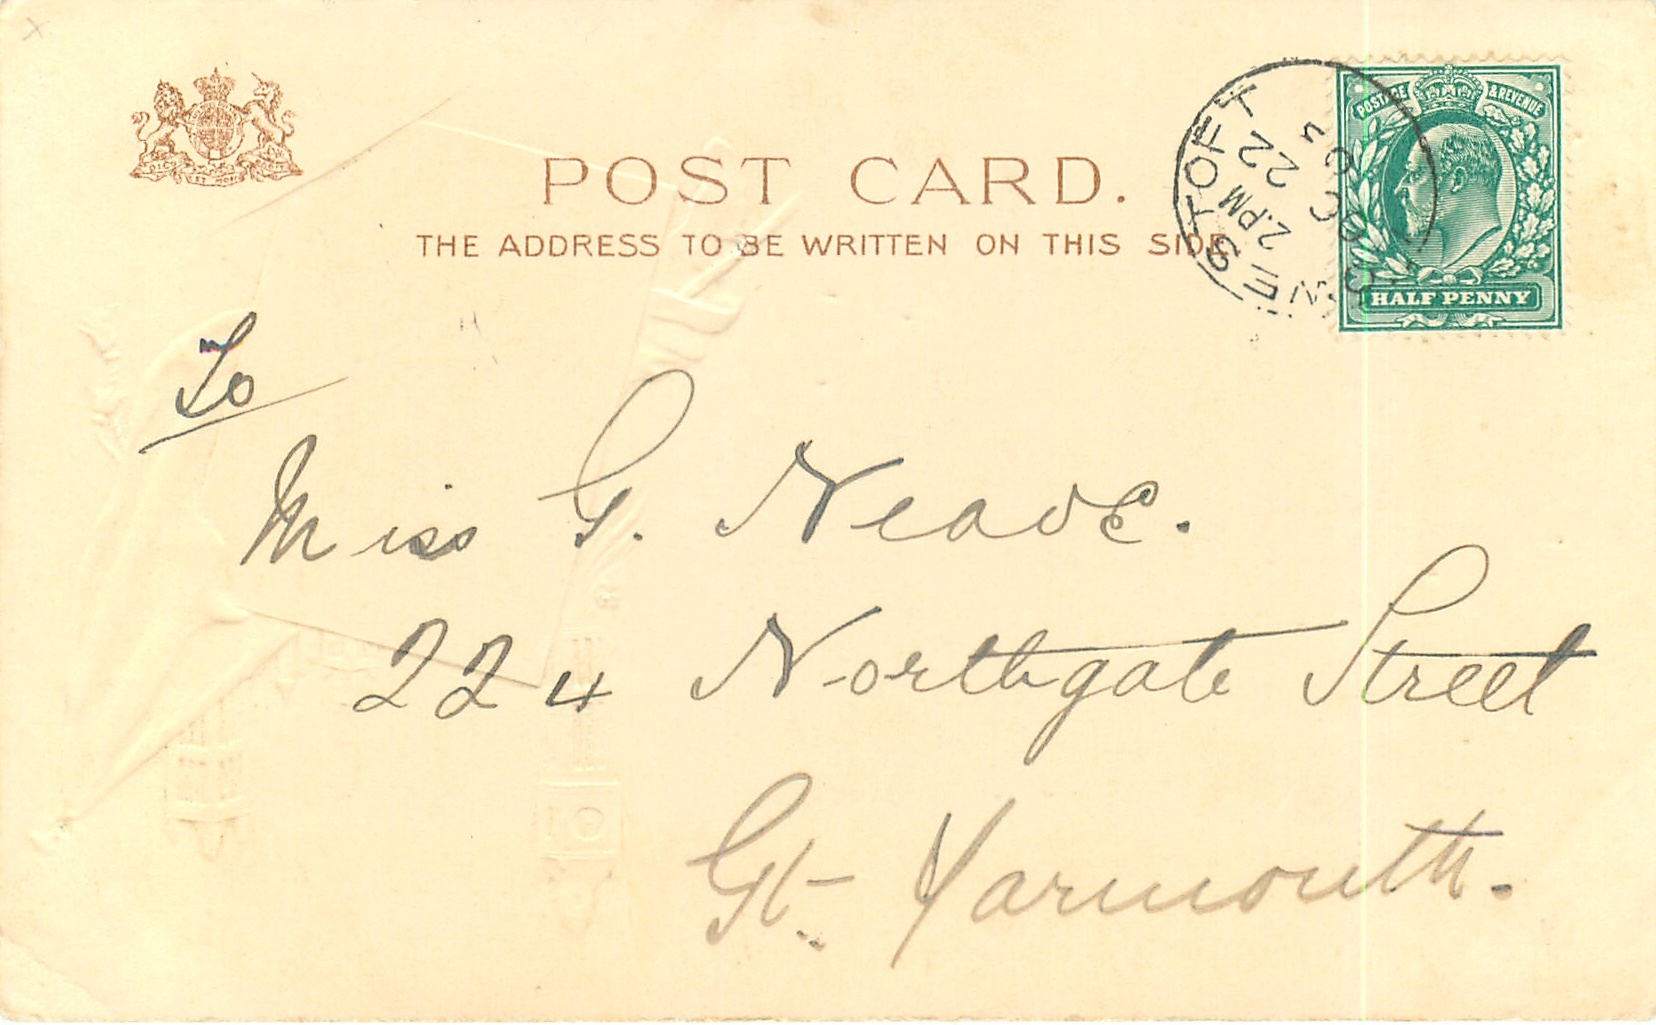 POST CARD.
THE ADDRESS TO BE WRITTEN ON THIS SIDE
POSTAGE & REVENUE
HALF PENNY
2.PM
22
To
Miss G. Neave.
224 Northgate Street
Gt. Yarmouth.